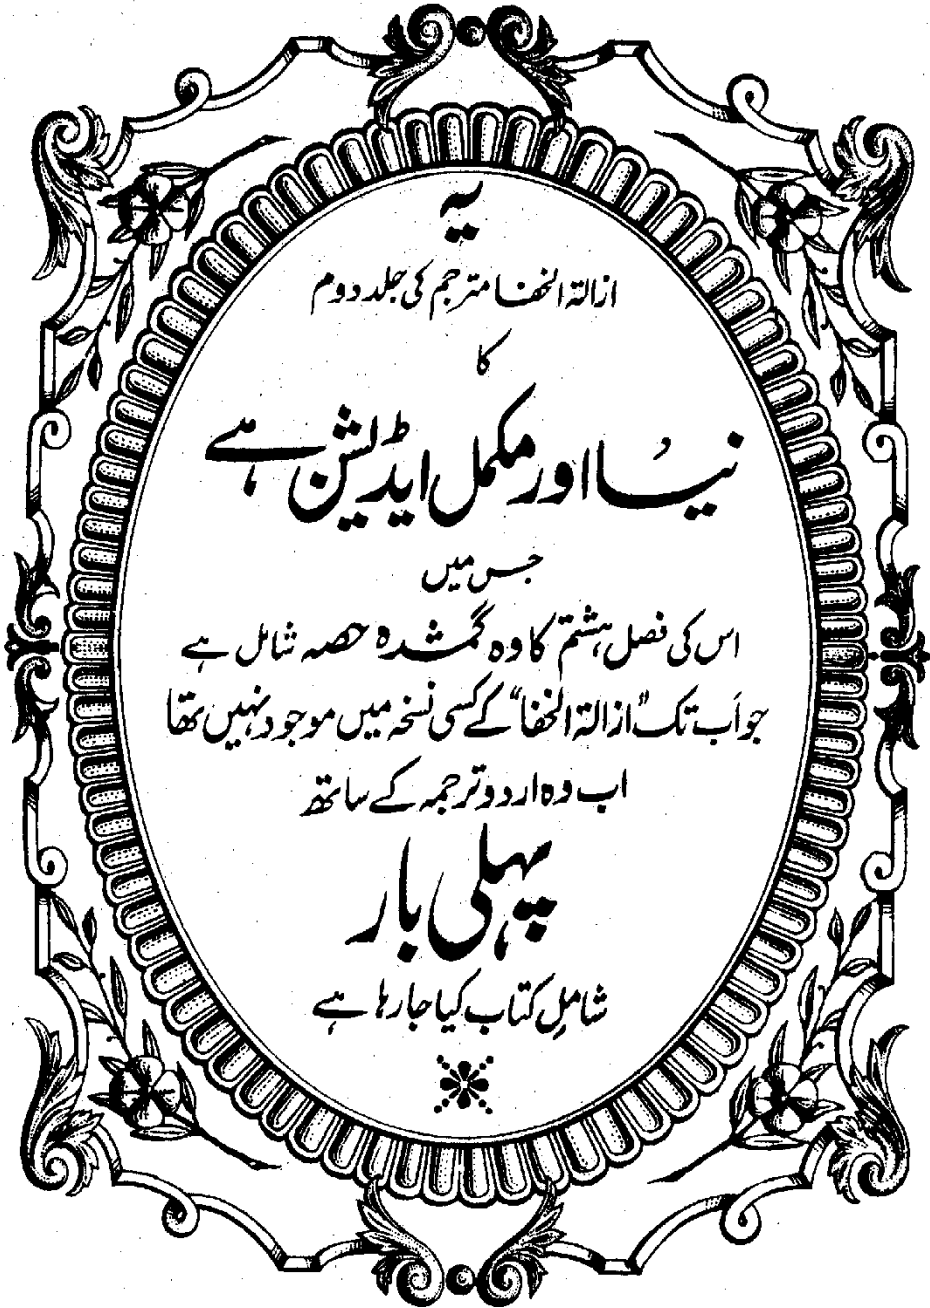 یہ
ازالۃ الخفا مترجم کی جلد دوم
کا
نیا اور مکمل ایڈیشن ہے
جس میں
اس کی فصل ہشتم کا وہ گمشدہ حصہ شامل ہے
جو اَب تک "ازالۃ الخفا" کے کسی نسخہ میں موجود نہیں تھا
اب وہ اردو ترجمہ کے ساتھ
پہلی بار
شاملِ کتاب کیا جا رہا ہے